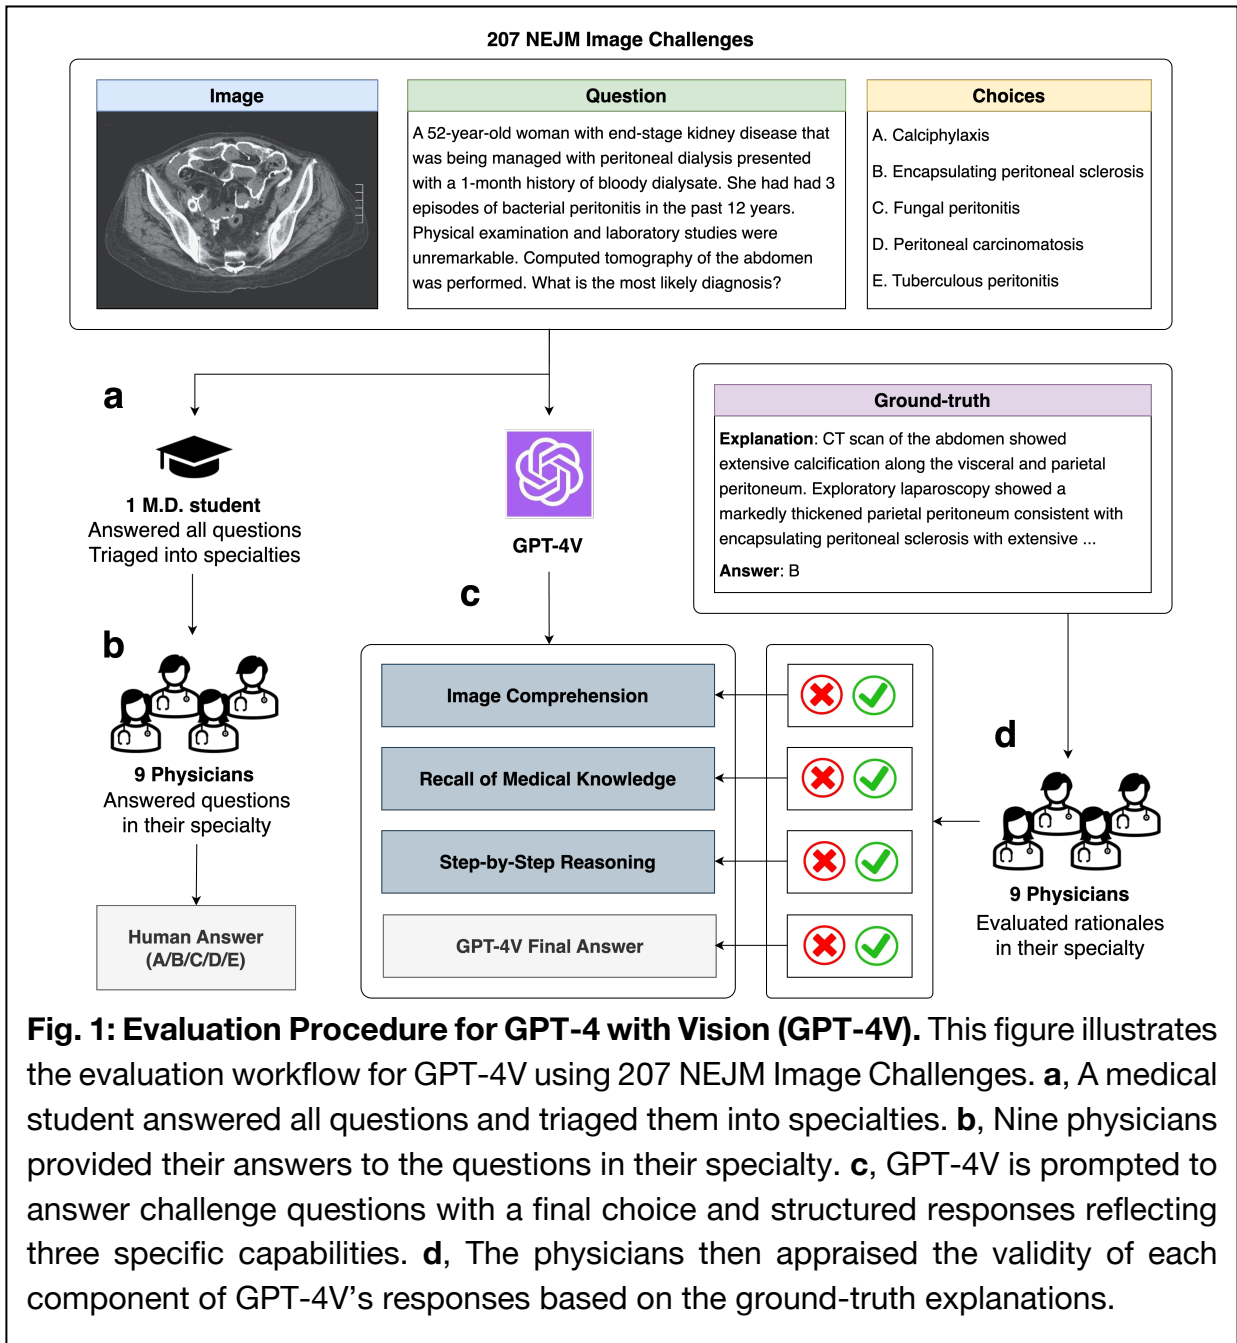 207 NEJM Image Challenges
Image
Question
A 52-year-old woman with end-stage kidney disease that
was being managed with peritoneal dialysis presented
with a 1-month history of bloody dialysate. She had had 3
episodes of bacterial peritonitis in the past 12 years.
Physical examination and laboratory studies were
unremarkable. Computed tomography of the abdomen
was performed. What is the most likely diagnosis?
Choices
A. Calciphylaxis
B. Encapsulating peritoneal sclerosis
C. Fungal peritonitis
D. Peritoneal carcinomatosis
E. Tuberculous peritonitis
a
1 M.D. student
Answered all questions
Triaged into specialties
GPT-4V
Ground-truth
Explanation: CT scan of the abdomen showed
extensive calcification along the visceral and parietal
peritoneum. Exploratory laparoscopy showed a
markedly thickened parietal peritoneum consistent with
encapsulating peritoneal sclerosis with extensive ...
Answer: B
b
9 Physicians
Answered questions
in their specialty
Human Answer
(A/B/C/D/E)
c
Image Comprehension
Recall of Medical Knowledge
Step-by-Step Reasoning
GPT-4V Final Answer
d
9 Physicians
Evaluated rationales
in their specialty
Fig. 1: Evaluation Procedure for GPT-4 with Vision (GPT-4V). This figure illustrates
the evaluation workflow for GPT-4V using 207 NEJM Image Challenges. a, A medical
student answered all questions and triaged them into specialties. b, Nine physicians
provided their answers to the questions in their specialty. c, GPT-4V is prompted to
answer challenge questions with a final choice and structured responses reflecting
three specific capabilities. d, The physicians then appraised the validity of each
component of GPT-4V's responses based on the ground-truth explanations.